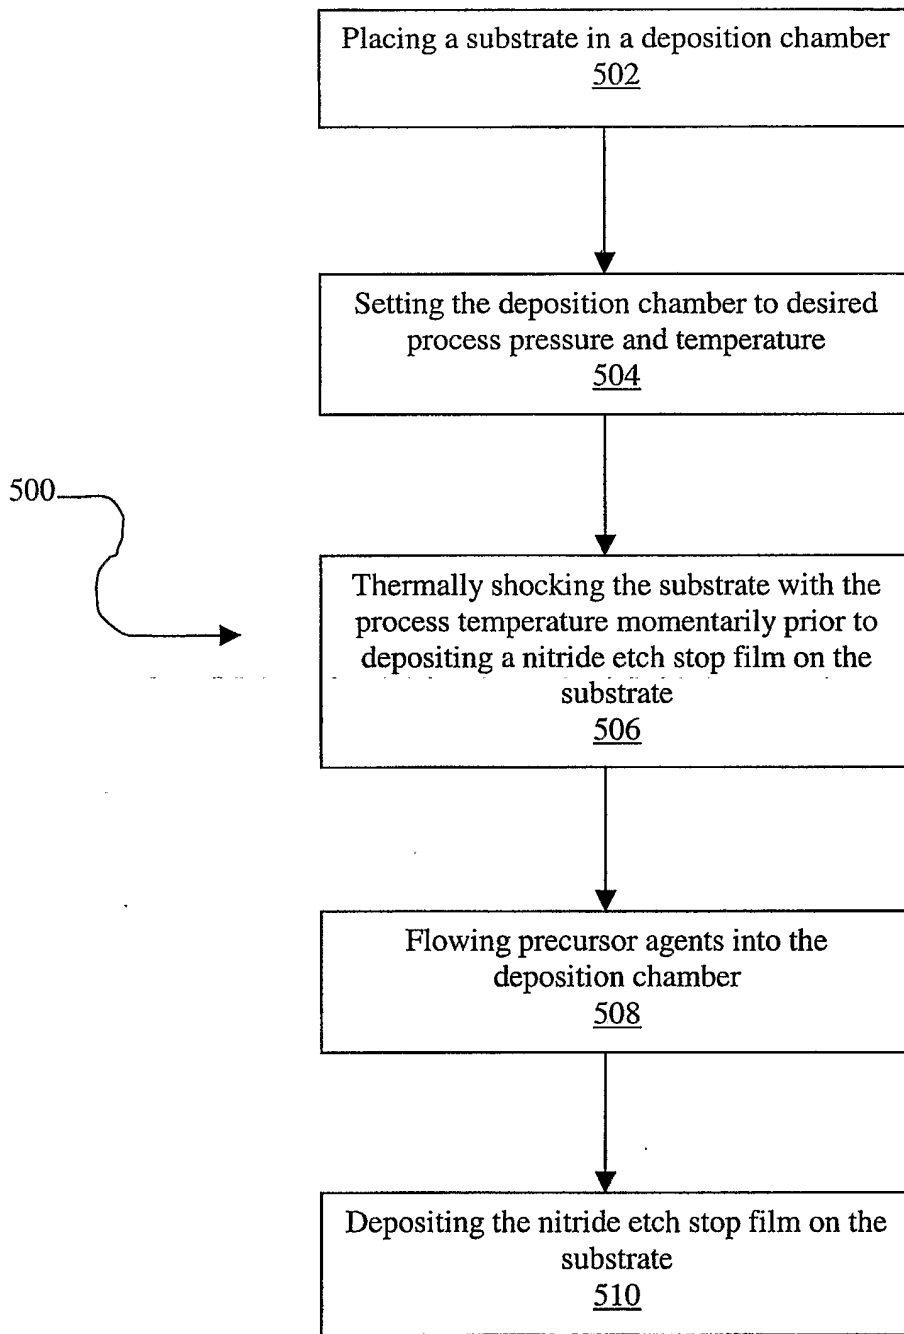 Placing a substrate in a deposition chamber
502
Setting the deposition chamber to desired
process pressure and temperature
504
500
Thermally shocking the substrate with the
process temperature momentarily prior to
depositing a nitride etch stop film on the
substrate
506
Flowing precursor agents into the
deposition chamber
508
Depositing the nitride etch stop film on the
substrate
510